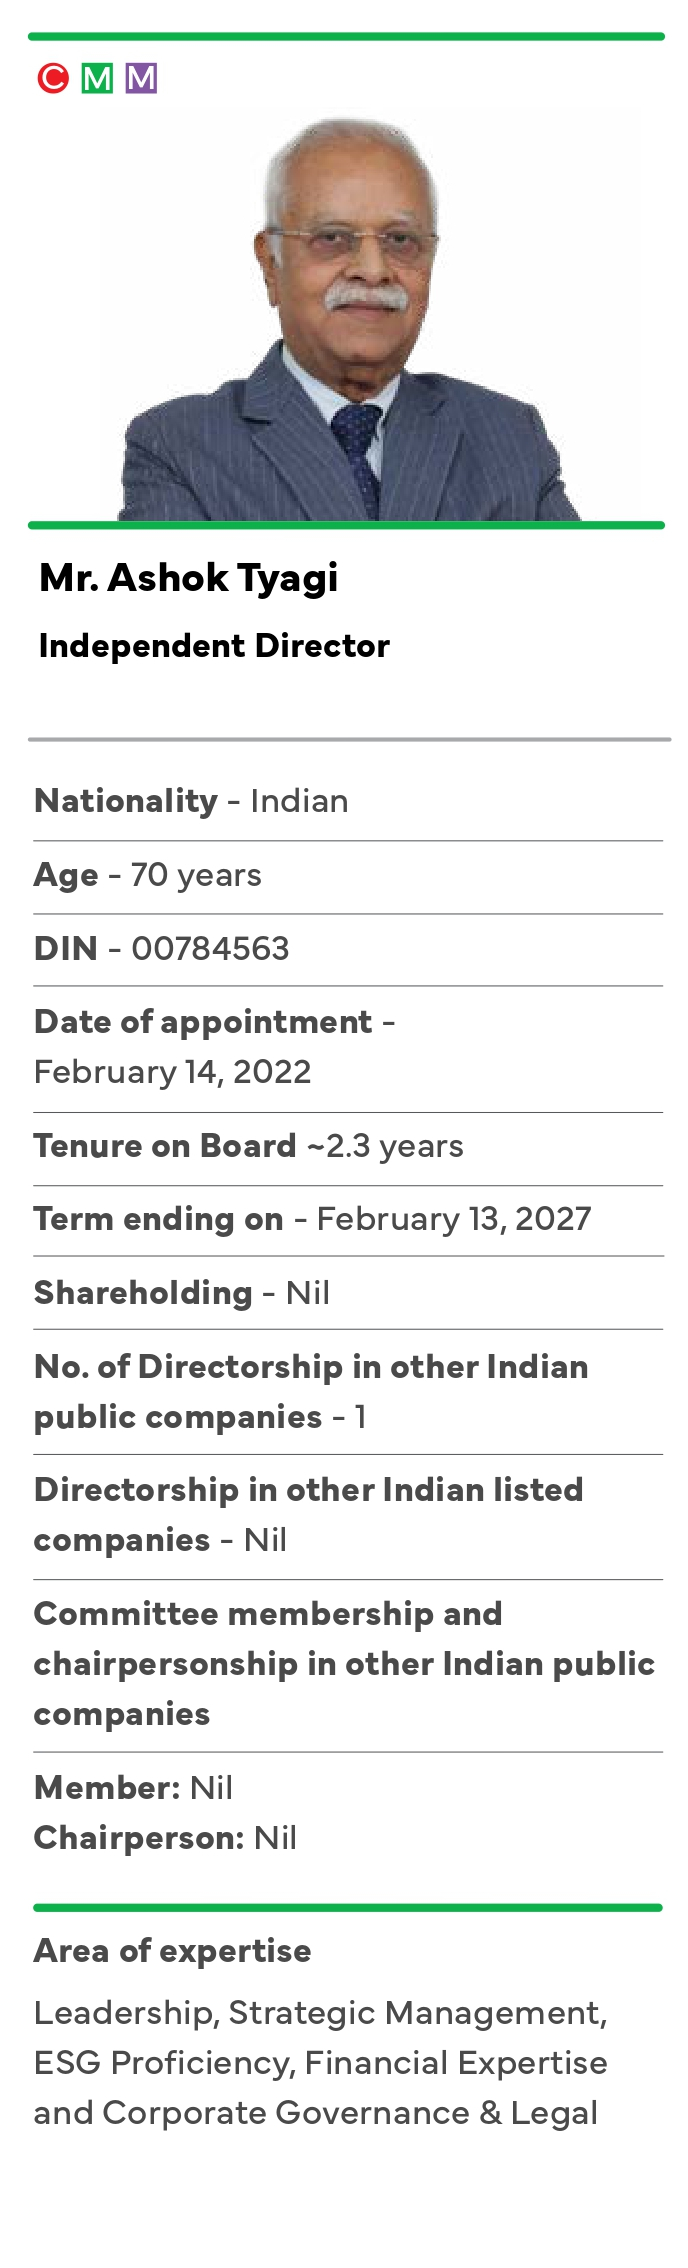 C M M
Mr. Ashok Tyagi
Independent Director
Nationality - Indian
Age - 70 years
DIN - 00784563
Date of appointment -
February 14, 2022
Tenure on Board ~2.3 years
Term ending on - February 13, 2027
Shareholding - Nil
No. of Directorship in other Indian
public companies - 1
Directorship in other Indian listed
companies - Nil
Committee membership and
chairpersonship in other Indian public
companies
Member: Nil
Chairperson: Nil
Area of expertise
Leadership, Strategic Management,
ESG Proficiency, Financial Expertise
and Corporate Governance & Legal